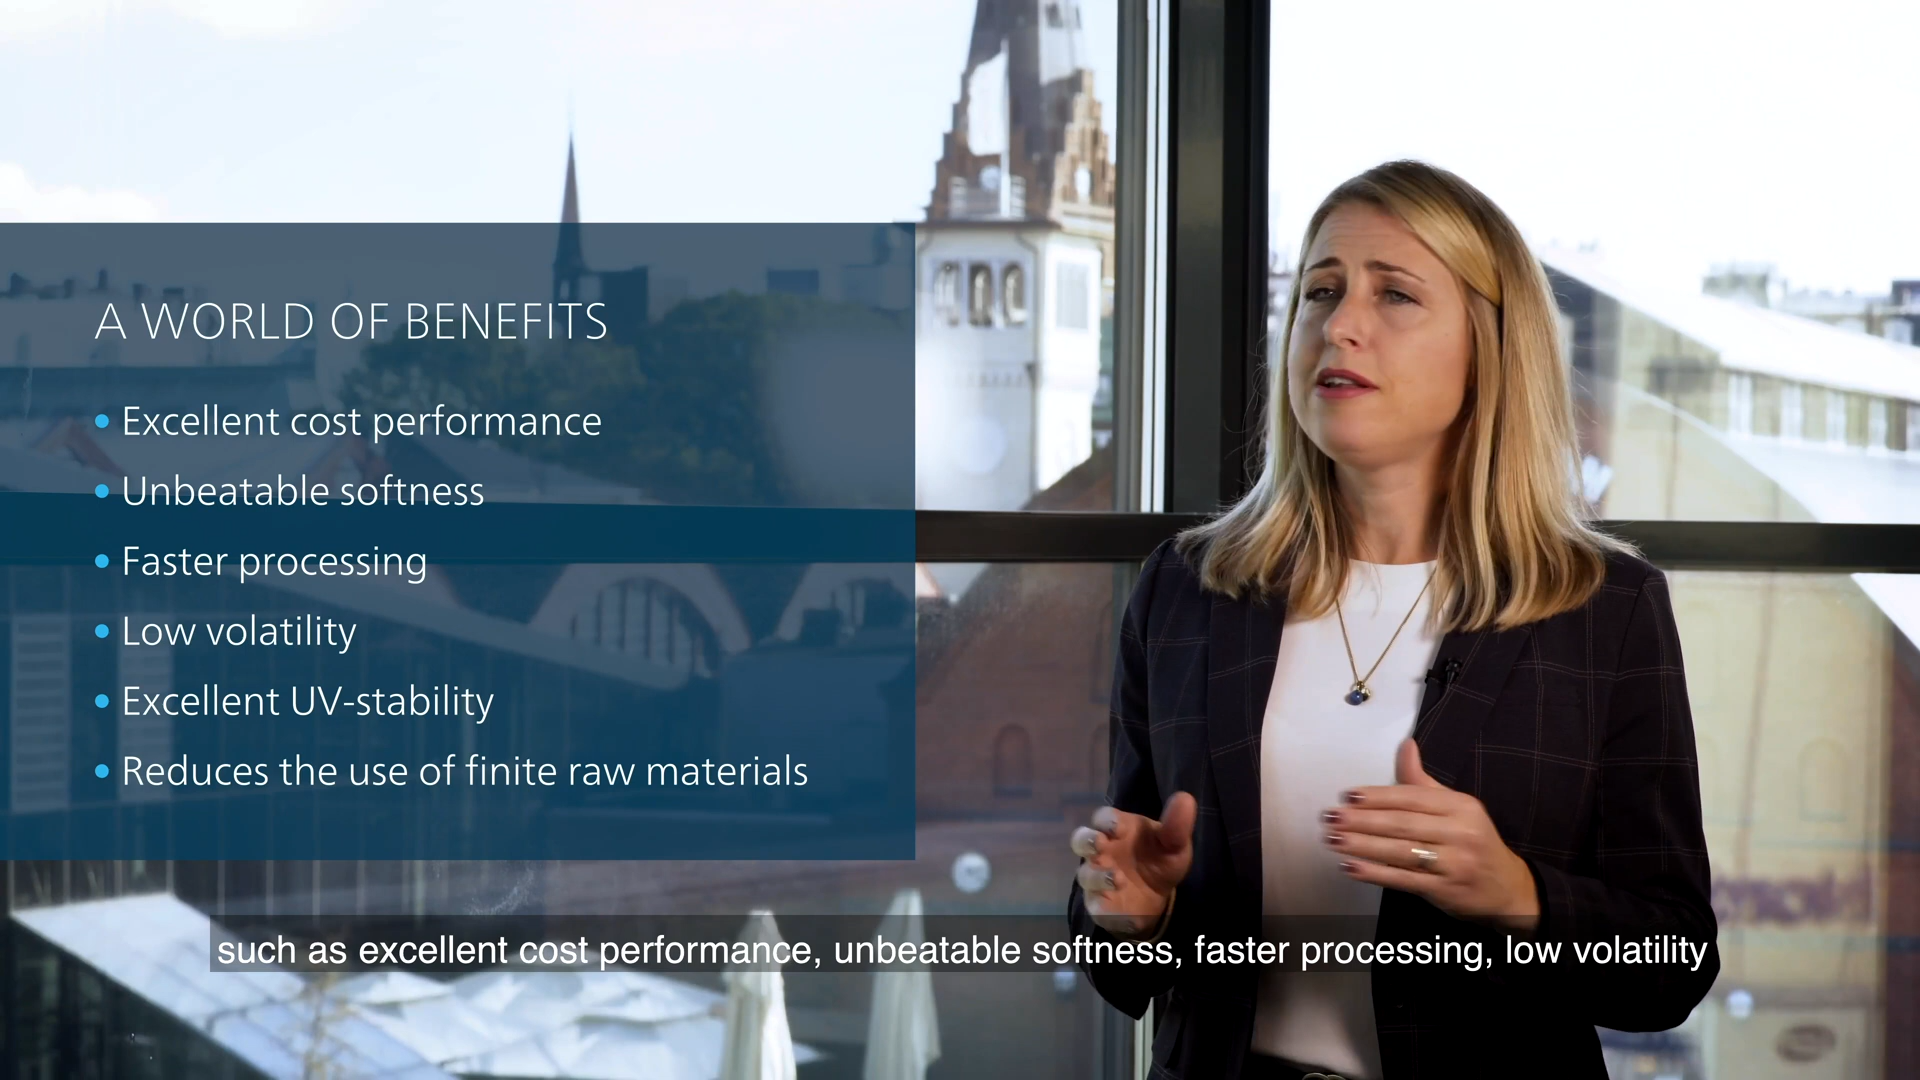 A WORLD OF BENEFITS
• Excellent cost performance
• Unbeatable softness
• Faster processing
• Low volatility
• Excellent UV-stability
• Reduces the use of finite raw materials
such as excellent cost performance, unbeatable softness, faster processing, low volatility